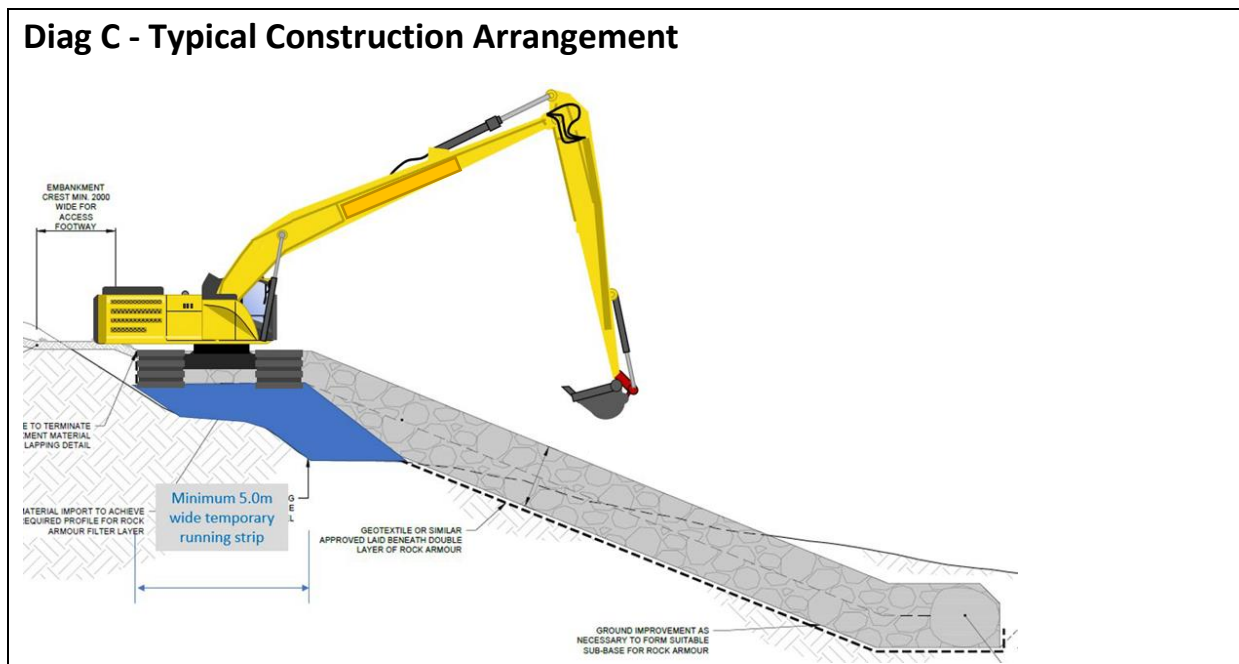 Diag C - Typical Construction Arrangement
EMBANKMENT
CREST MIN. 2000
WIDE FOR
ACCESS
FOOTWAY
E TO TERMINATE
EMENT MATERIAL
LAPPING DETAIL
MATERIAL IMPORT TO ACHIEVE
REQUIRED PROFILE FOR ROCK
ARMOUR FILTER LAYER
Minimum 5.0m
wide temporary
running strip
G
E
L
GEOTEXTILE OR SIMILAR
APPROVED LAID BENEATH DOUBLE
LAYER OF ROCK ARMOUR
GROUND IMPROVEMENT AS
NECESSARY TO FORM SUITABLE
SUB-BASE FOR ROCK ARMOUR